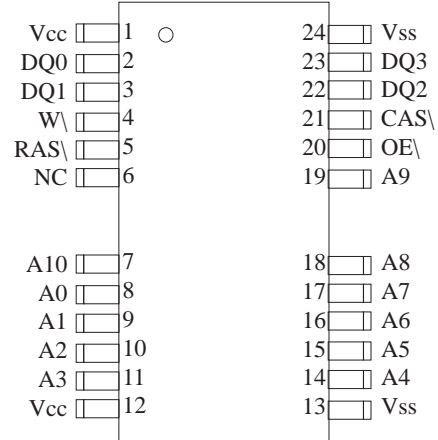 Vcc 1 24 Vss
DQ0 2 23 DQ3
DQ1 3 22 DQ2
W\ 4 21 CAS\
RAS\ 5 20 OE\
NC 6 19 A9
A10 7 18 A8
A0 8 17 A7
A1 9 16 A6
A2 10 15 A5
A3 11 14 A4
Vcc 12 13 Vss